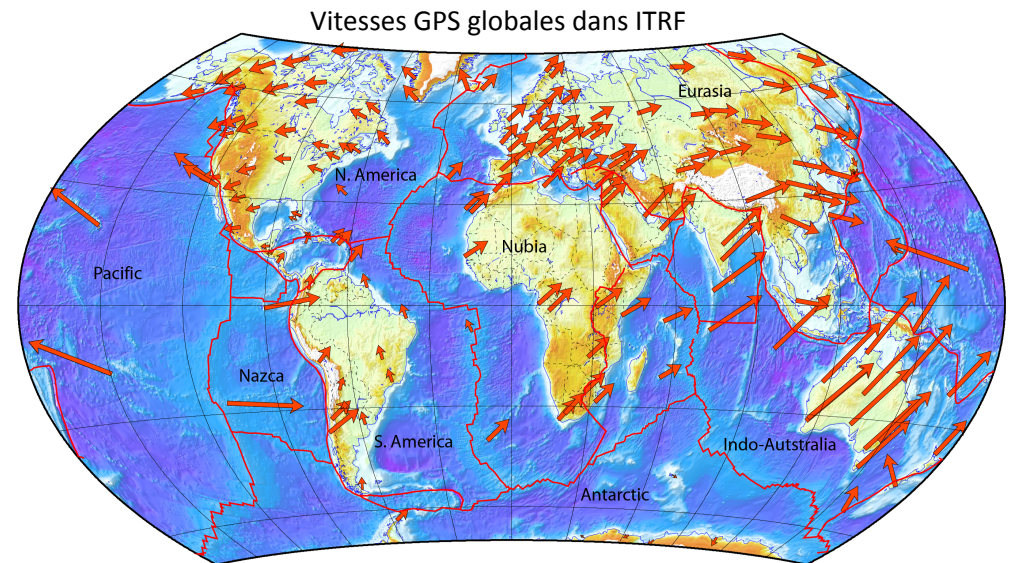 Vitesses GPS globales dans ITRF
Eurasia
N. America
Nubia
Pacific
Nazca
S. America
Indo-Autstralia
Antarctic